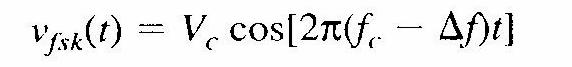 v_{fsk}(t) = V_c cos[2π(f_c − Δf)t]